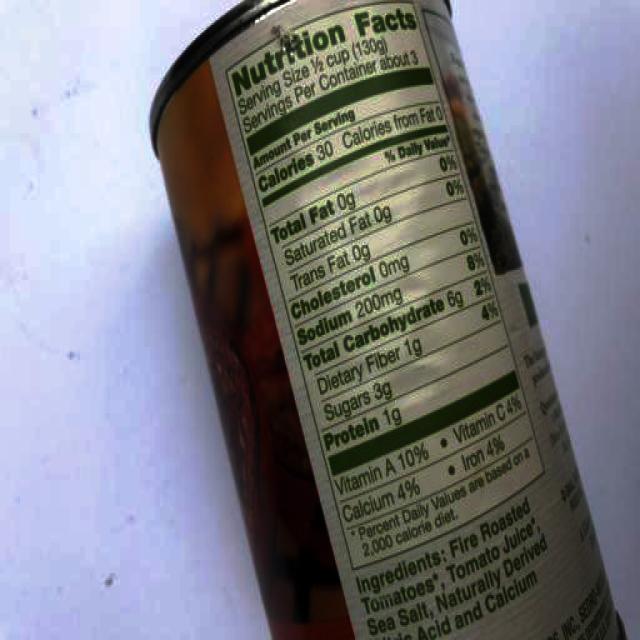 Nutrition Facts
Serving Size ½ cup (130g)
Servings Per Container about 3
Amount Per Serving
Calories 30 Calories from Fat 0
% Daily Value*
Total Fat 0g 0%
Saturated Fat 0g 0%
Trans Fat 0g
Cholesterol 0mg 0%
Sodium 200mg 8%
Total Carbohydrate 6g 2%
Dietary Fiber 1g 4%
Sugars 3g
Protein 1g
Vitamin A 10% • Vitamin C 4%
Calcium 4% • Iron 4%
*Percent Daily Values are based on a
2,000 calorie diet.
Ingredients: Fire Roasted
Tomatoes*, Tomato Juice*,
Sea Salt, Naturally Derived
Acid and Calcium